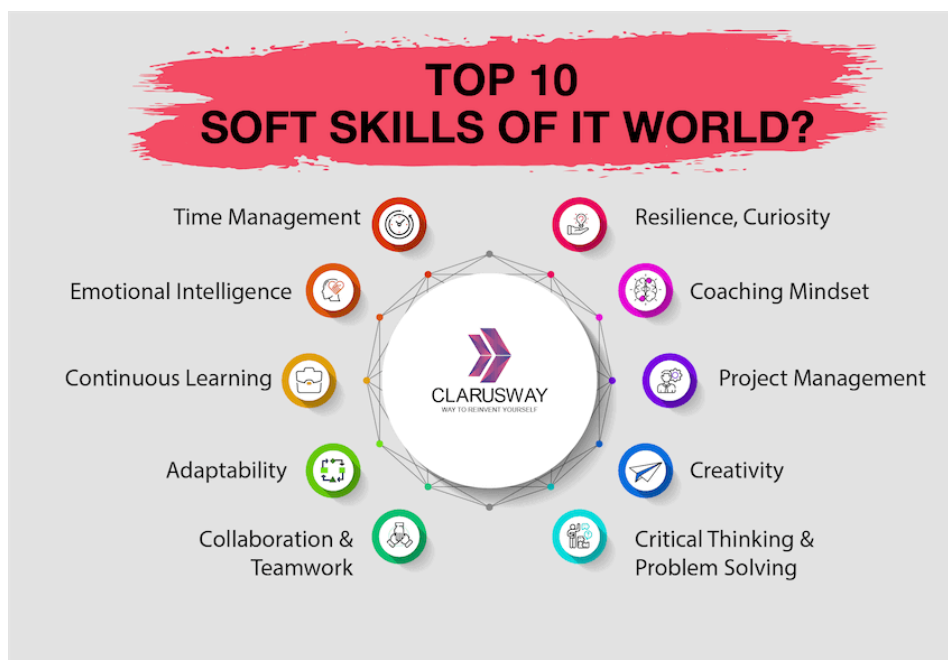 TOP 10
SOFT SKILLS OF IT WORLD?
Time Management
Emotional Intelligence
Continuous Learning
Adaptability
Collaboration &
Teamwork
CLARUSWAY
WAY TO REINVENT YOURSELF
Resilience, Curiosity
Coaching Mindset
Project Management
Creativity
Critical Thinking &
Problem Solving